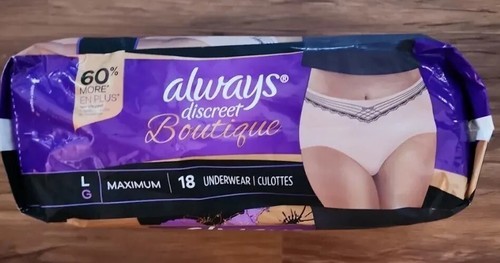 60%
MORE*
EN PLUS*
always®
discreet
Boutique
L
G
MAXIMUM
18 UNDERWEAR | CULOTTES